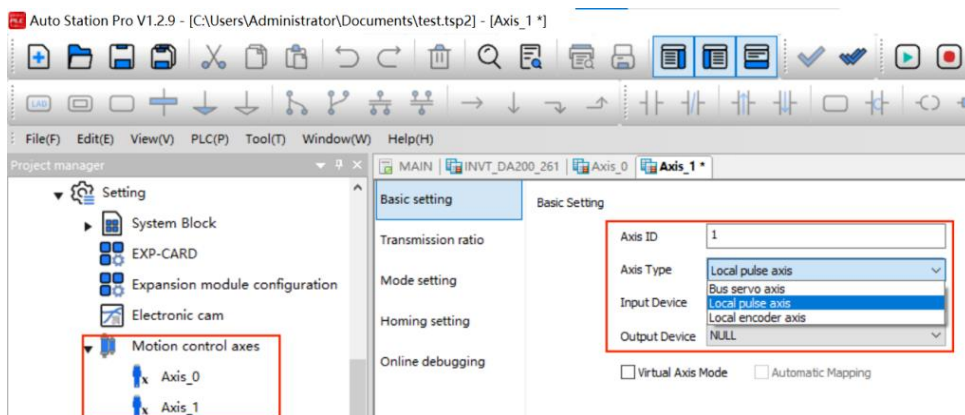 PLC Auto Station Pro V1.2.9 - [C:\Users\Administrator\Documents\test.tsp2] - [Axis_1 *]
LAD
File(F) Edit(E) View(V) PLC(P) Tool(T) Window(W) Help(H)
Project manager
MAIN INVT_DA200_261 Axis_0 Axis_1 *
Setting
System Block
EXP-CARD
Expansion module configuration
Electronic cam
Motion control axes
Axis_0
Axis_1
Basic setting
Transmission ratio
Mode setting
Homing setting
Online debugging
Basic Setting
Axis ID 1
Axis Type Local pulse axis
Bus servo axis
Input Device Local pulse axis
Local encoder axis
Output Device NULL
Virtual Axis Mode Automatic Mapping